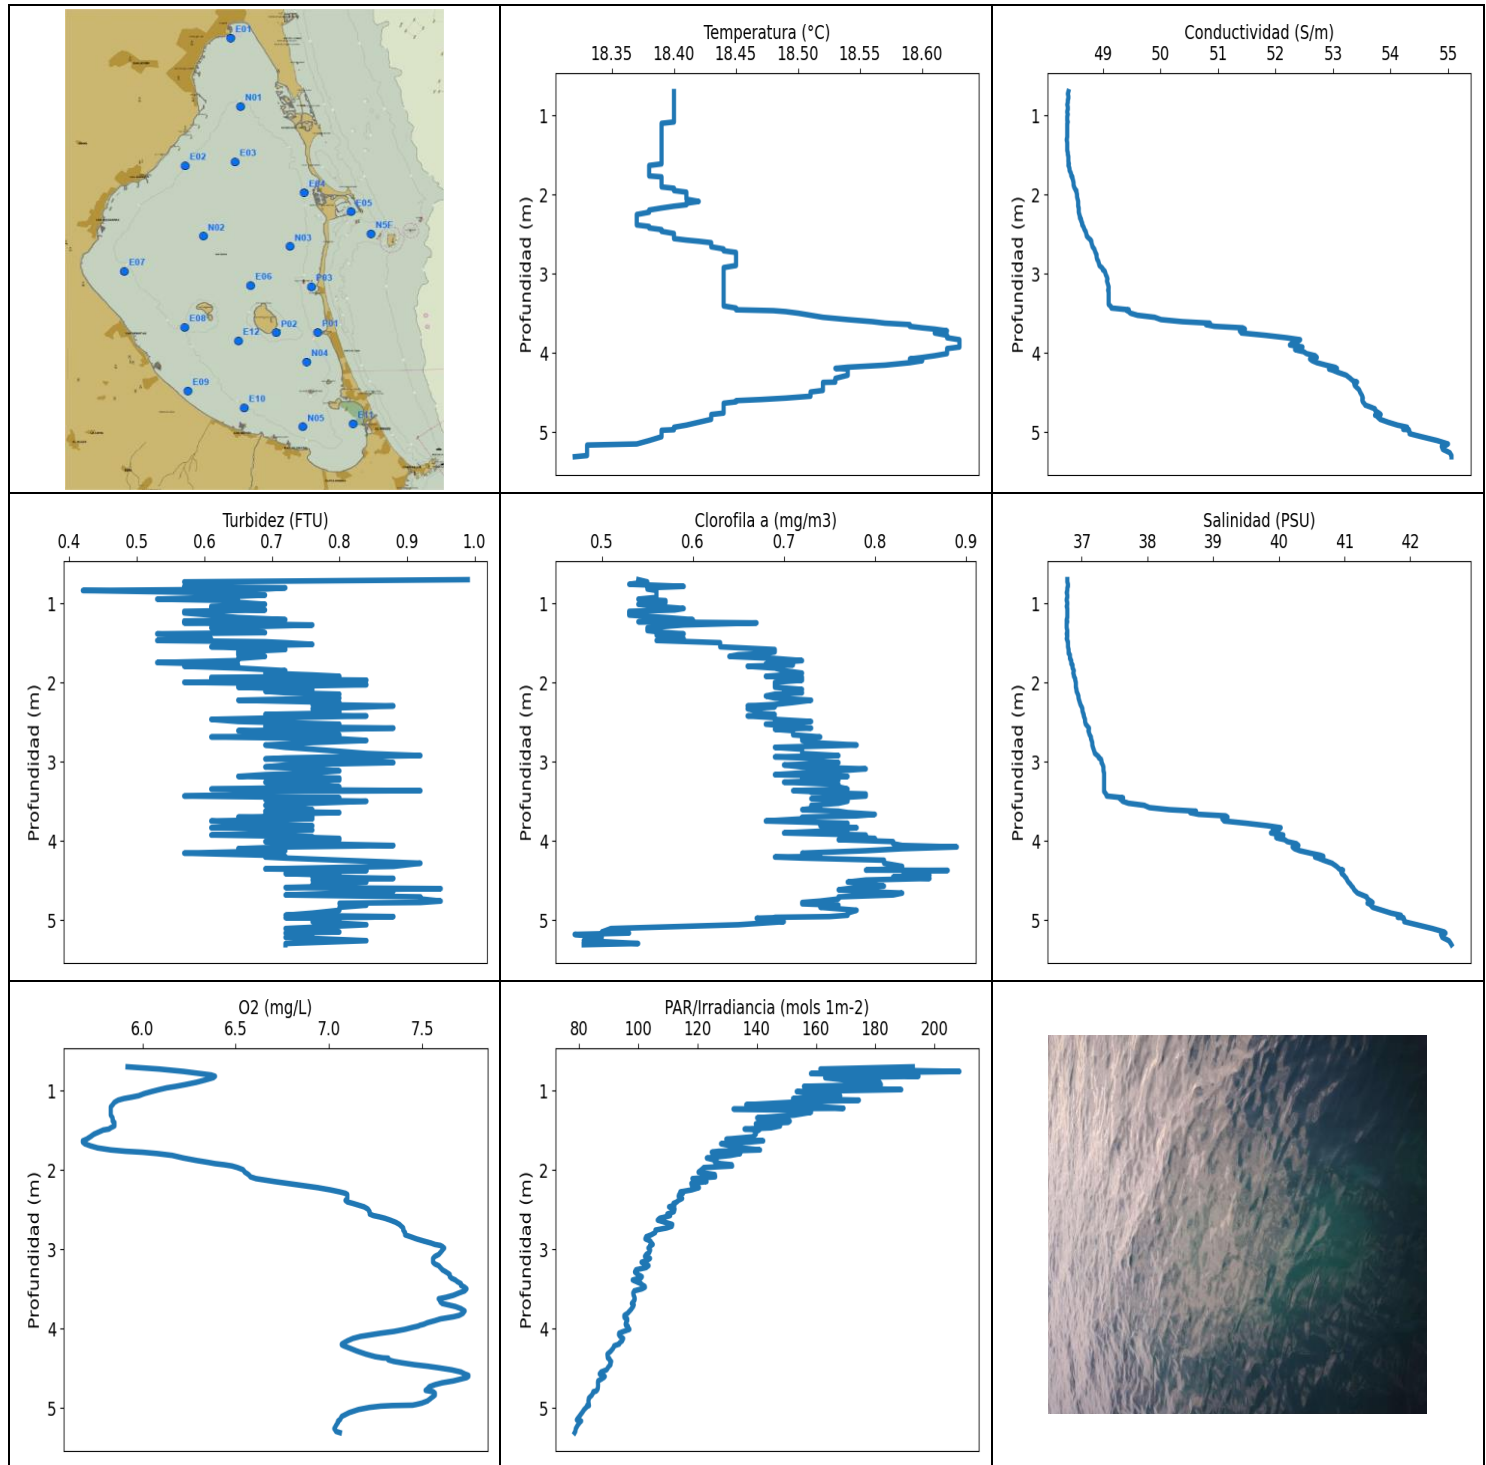 E01
N01
E02
E03
E04
E05
N5F
N02
N03
E07
E06
P03
E08
E12
P02
P01
N04
E09
E10
N05
E11
Temperatura (°C)
18.35 18.40 18.45 18.50 18.55 18.60
Profundidad (m)
1
2
3
4
5
Conductividad (S/m)
49 50 51 52 53 54 55
Profundidad (m)
1
2
3
4
5
Turbidez (FTU)
0.4 0.5 0.6 0.7 0.8 0.9 1.0
Profundidad (m)
1
2
3
4
5
Clorofila a (mg/m3)
0.5 0.6 0.7 0.8 0.9
Profundidad (m)
1
2
3
4
5
Salinidad (PSU)
37 38 39 40 41 42
Profundidad (m)
1
2
3
4
5
O2 (mg/L)
6.0 6.5 7.0 7.5
Profundidad (m)
1
2
3
4
5
PAR/Irradiancia (mols 1m-2)
80 100 120 140 160 180 200
Profundidad (m)
1
2
3
4
5